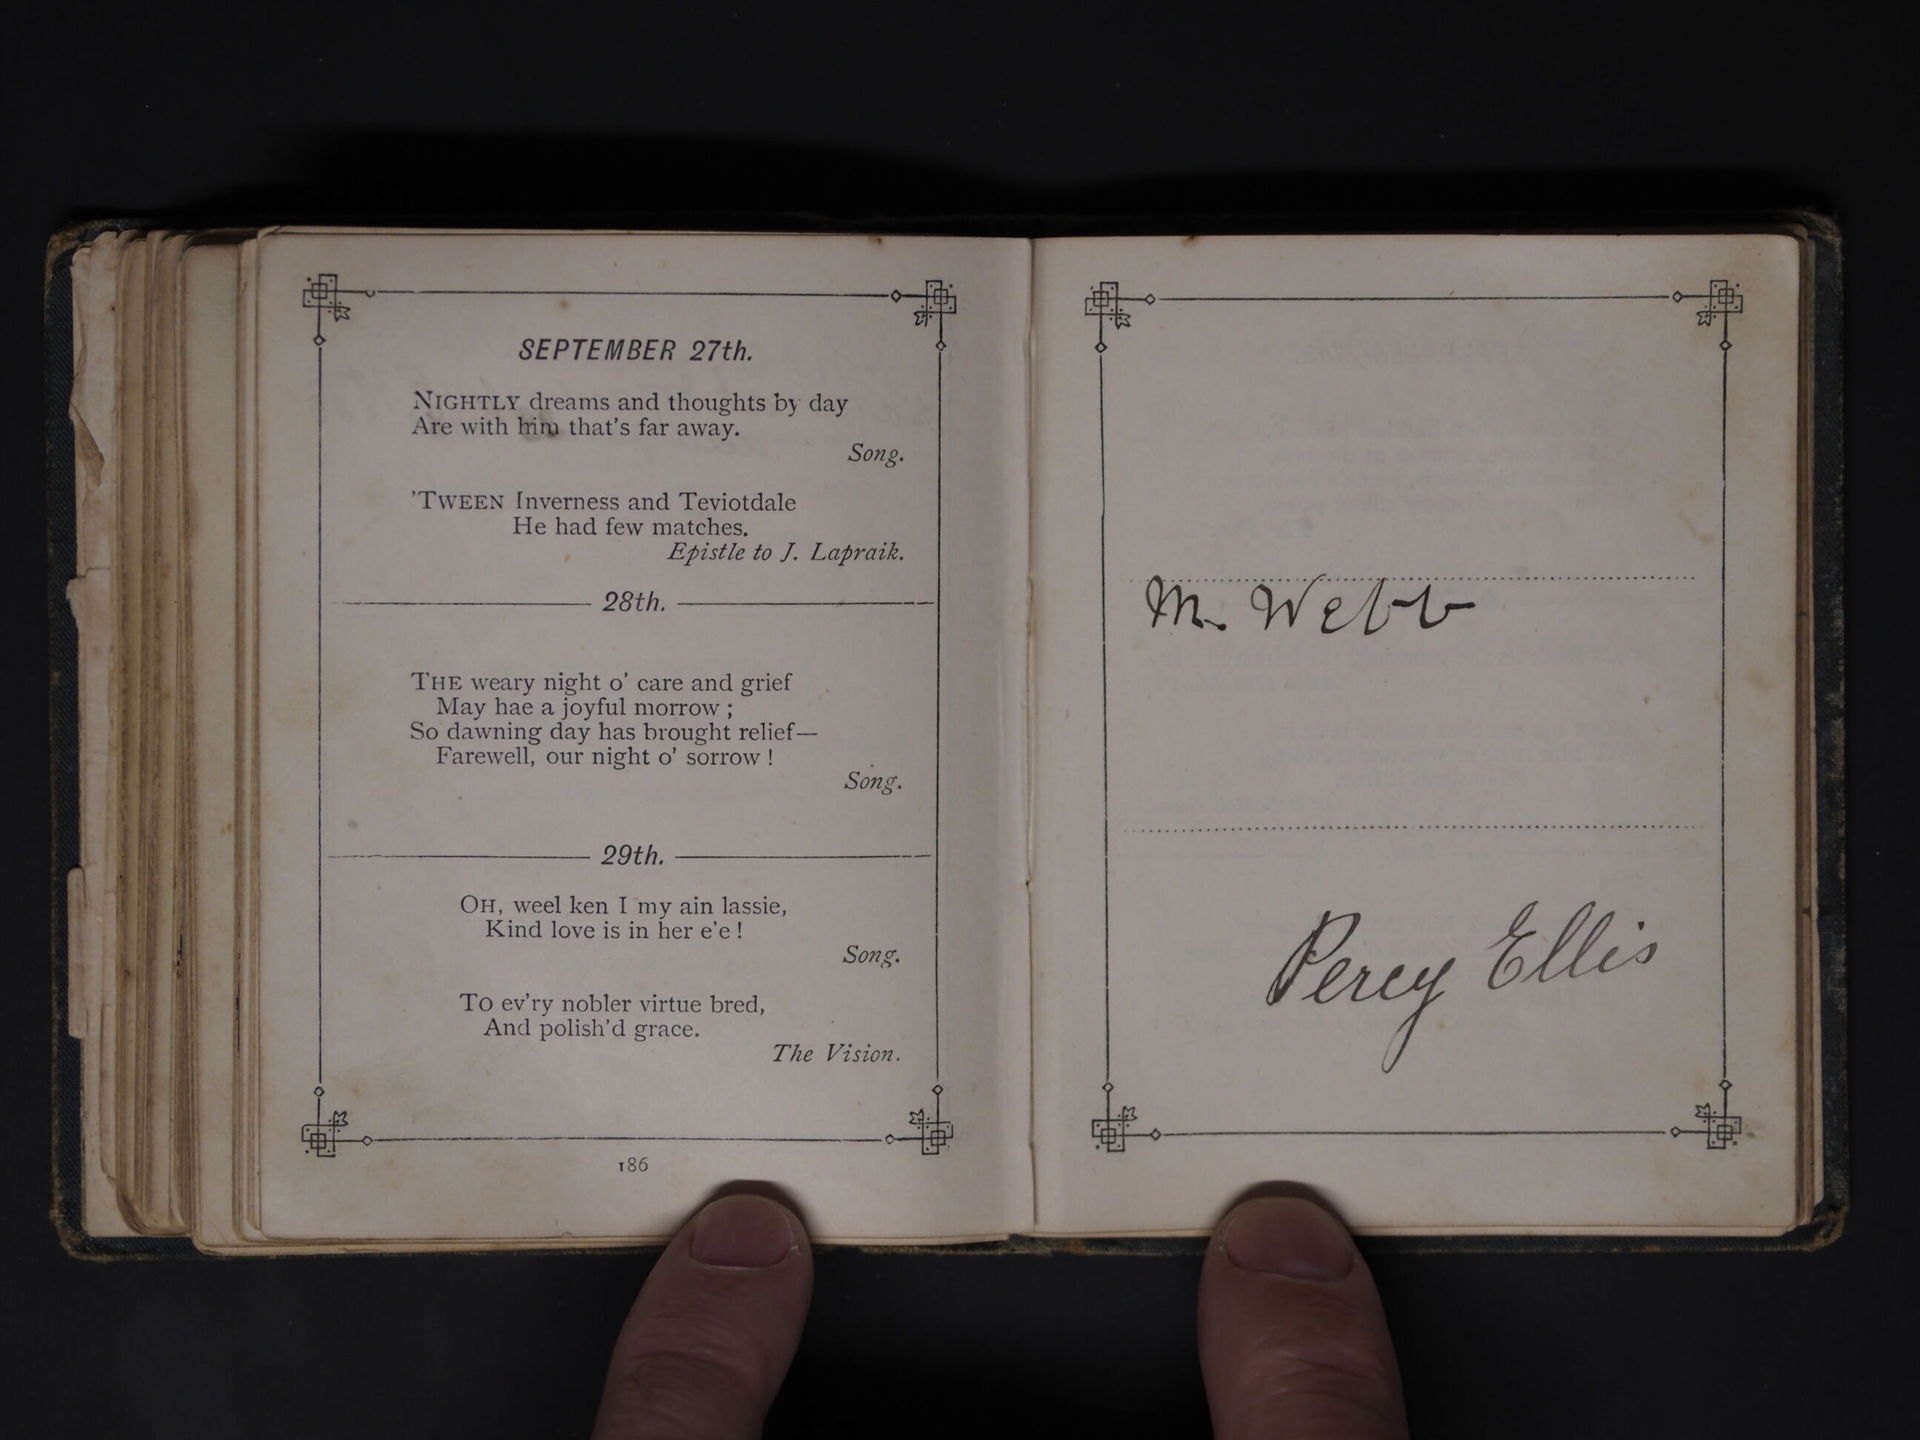 SEPTEMBER 27th.
NIGHTLY dreams and thoughts by day
Are with him that's far away.
Song.
'TWEEN Inverness and Teviotdale
He had few matches.
Epistle to J. Lapraik.
28th.
THE weary night o' care and grief
May hae a joyful morrow ;
So dawning day has brought relief—
Farewell, our night o' sorrow !
Song.
29th.
OH, weel ken I my ain lassie,
Kind love is in her e'e !
Song.
To ev'ry nobler virtue bred,
And polish'd grace.
The Vision.
186
M. Webb
Percy Ellis